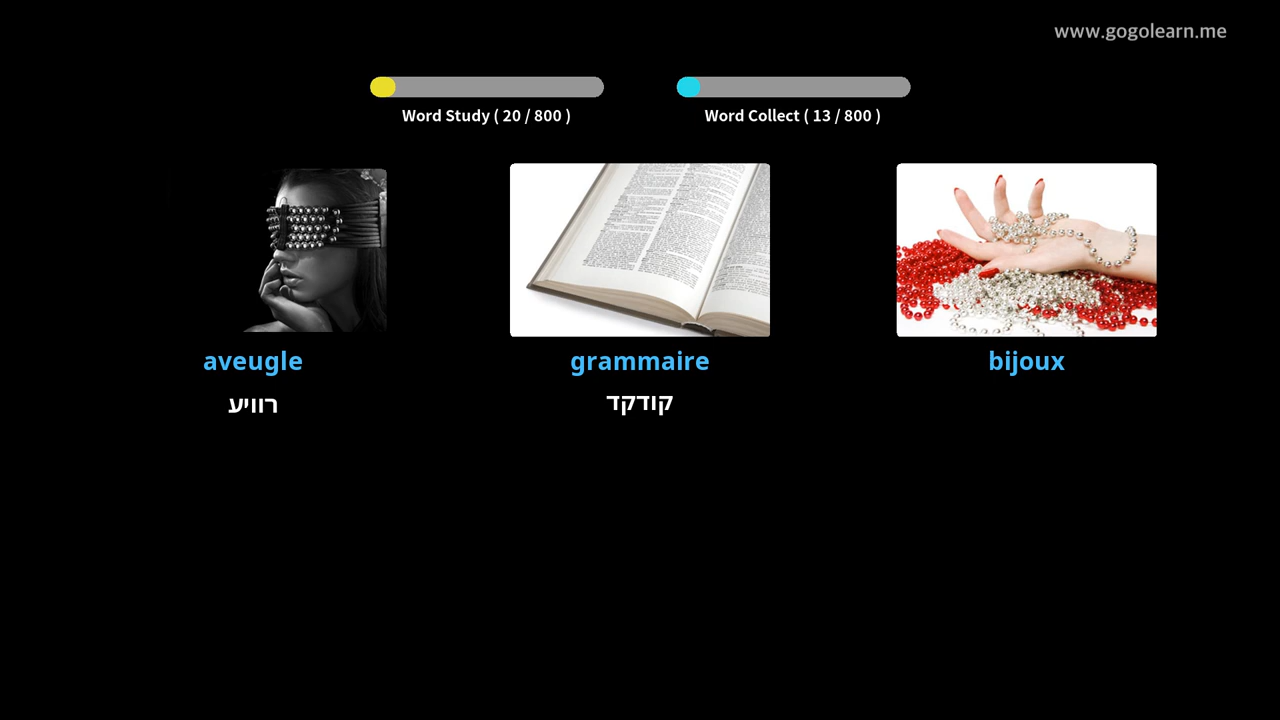 www.gogolearn.me
Word Study ( 20 / 800 )
Word Collect ( 13 / 800 )
aveugle
grammaire
bijoux
רוויע
קודקד